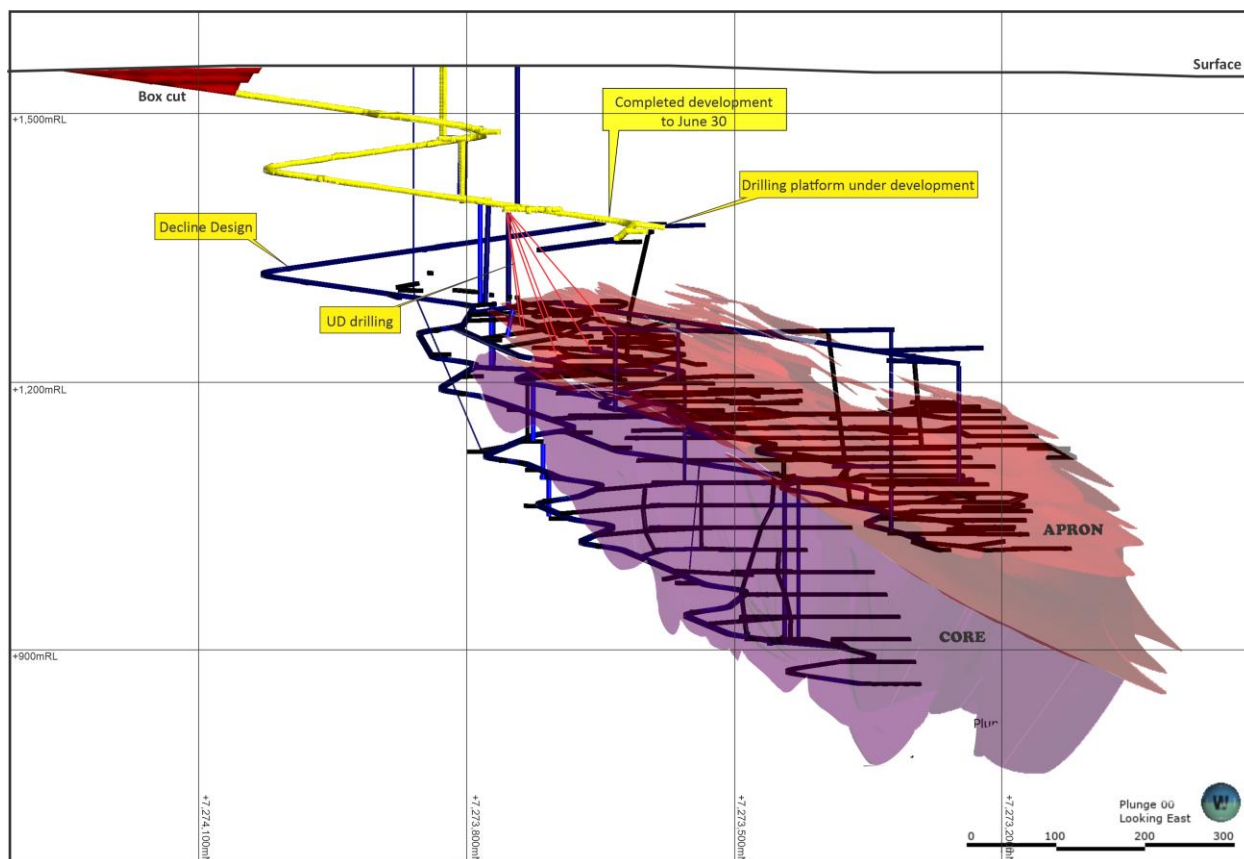 Surface
Box cut
+1,500mRL
Completed development
to June 30
Drilling platform under development
Decline Design
UD drilling
+1,200mRL
APRON
CORE
+900mRL
+7,274,100mN
+7,273,800mN
+7,273,500mN
Plunge 00
Looking East
W
0 100 200 300